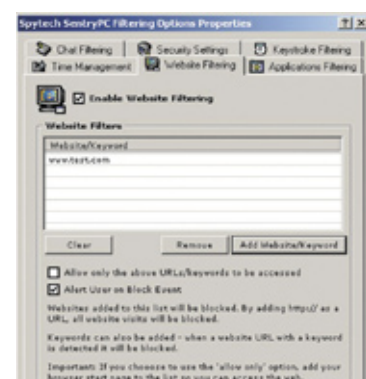 Spytech SentryPC Filtering Options Properties ? x
Chat Filtering Security Settings Keystroke Filtering
Time Management Website Filtering Applications Filtering
Enable Website Filtering
Website Filters
Website/Keyword
www.test.com
Clear Remove Add Website/Keyword
Allow only the above URLs/keywords to be accessed
Alert User on Block Event
Websites added to this list will be blocked. By adding http:// as a
URL, all website visits will be blocked.
Keywords can also be added - when a website URL with a keyword
is detected it will be blocked.
Important: If you choose to use the 'allow only' option, add your
browser start page to the list so you can access the web.